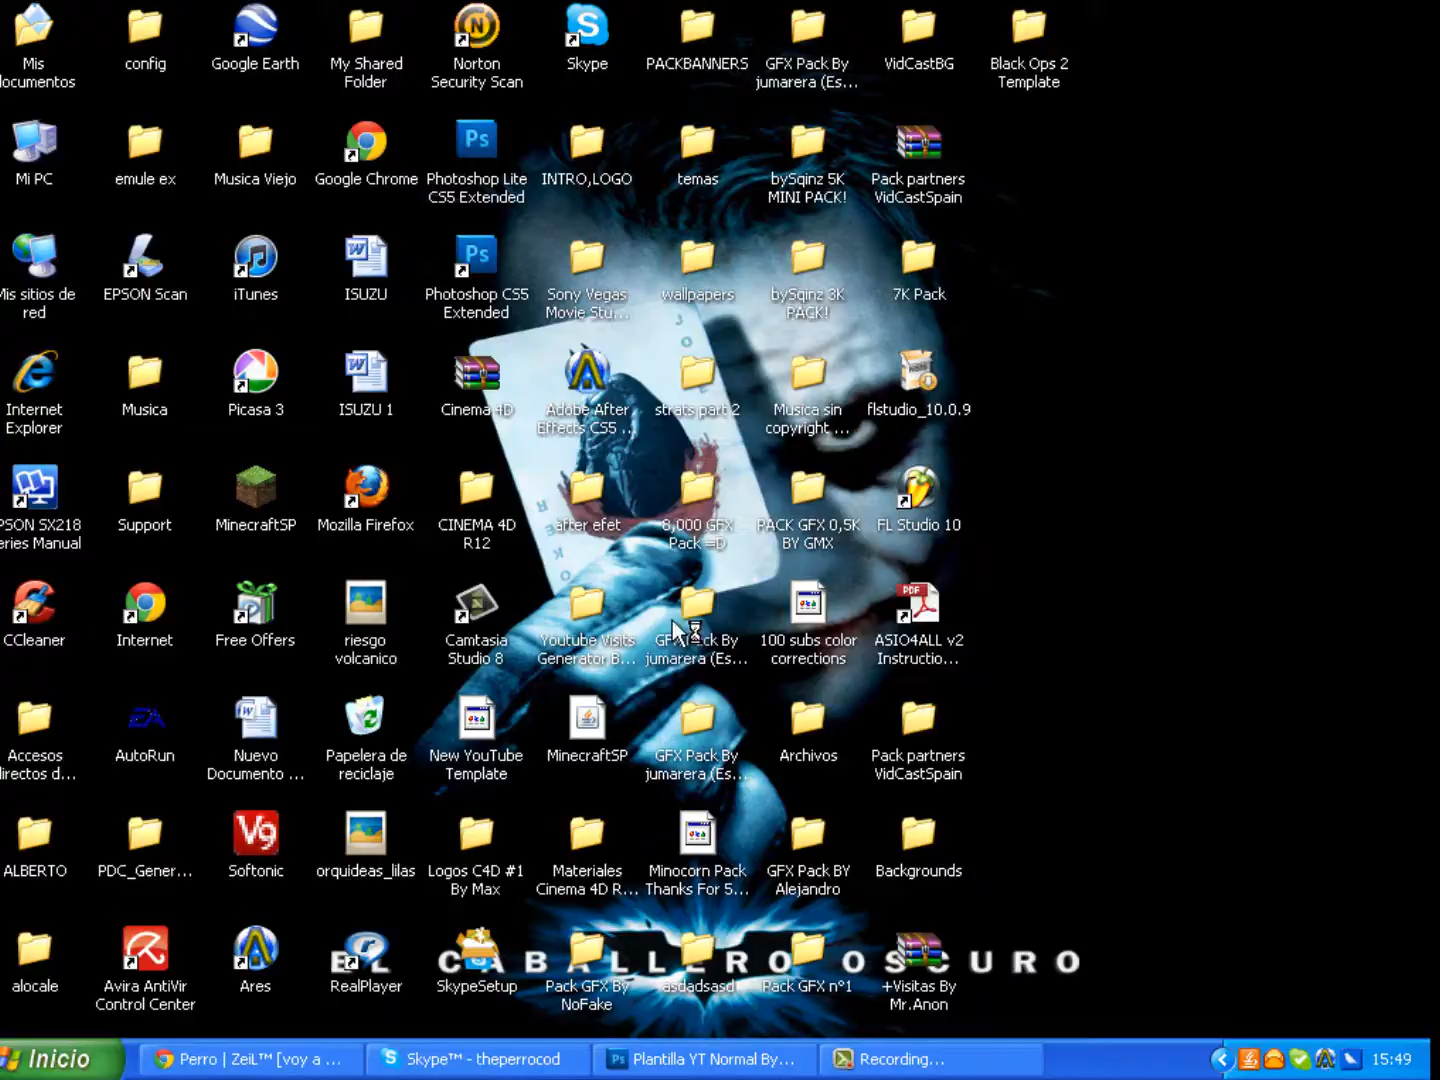 Mis
documentos
config
Google Earth
My Shared
Folder
Norton
Security Scan
Skype
PACKBANNERS
GFX Pack By
jumarera (Es...
VidCastBG
Black Ops 2
Template
Mi PC
emule ex
Musica Viejo
Google Chrome
Photoshop Lite
CS5 Extended
INTRO,LOGO
temas
bySqinz 5K
MINI PACK!
Pack partners
VidCastSpain
Mis sitios de
red
EPSON Scan
iTunes
ISUZU
Photoshop CS5
Extended
Sony Vegas
Movie Stu...
wallpapers
bySqinz 3K
PACK!
7K Pack
Internet
Explorer
Musica
Picasa 3
ISUZU 1
Cinema 4D
Adobe After
Effects CS5 ...
strats part 2
Musica sin
copyright ...
flstudio_10.0.9
EPSON SX218
Series Manual
Support
MinecraftSP
Mozilla Firefox
CINEMA 4D
R12
after efet
8,000 GFX
Pack =D
PACK GFX 0,5K
BY GMX
FL Studio 10
CCleaner
Internet
Free Offers
riesgo
volcanico
Camtasia
Studio 8
Youtube Visits
Generator B...
GFX Pack By
jumarera (Es...
100 subs color
corrections
ASIO4ALL v2
Instructio...
Accesos
directos d...
AutoRun
Nuevo
Documento ...
Papelera de
reciclaje
New YouTube
Template
MinecraftSP
GFX Pack By
jumarera (Es...
Archivos
Pack partners
VidCastSpain
ALBERTO
PDC_Gener...
Softonic
orquideas_lilas
Logos C4D #1
By Max
Materiales
Cinema 4D R...
Minocorn Pack
Thanks For 5...
GFX Pack BY
Alejandro
Backgrounds
EL CABALLERO OSCURO
alocale
Avira AntiVir
Control Center
Ares
RealPlayer
SkypeSetup
Pack GFX By
NoFake
asdadsasd
Pack GFX nº1
+Visitas By
Mr.Anon
Inicio
Perro | ZeiL™ [voy a ...
Skype™ - theperrocod
Plantilla YT Normal By...
Recording...
15:49